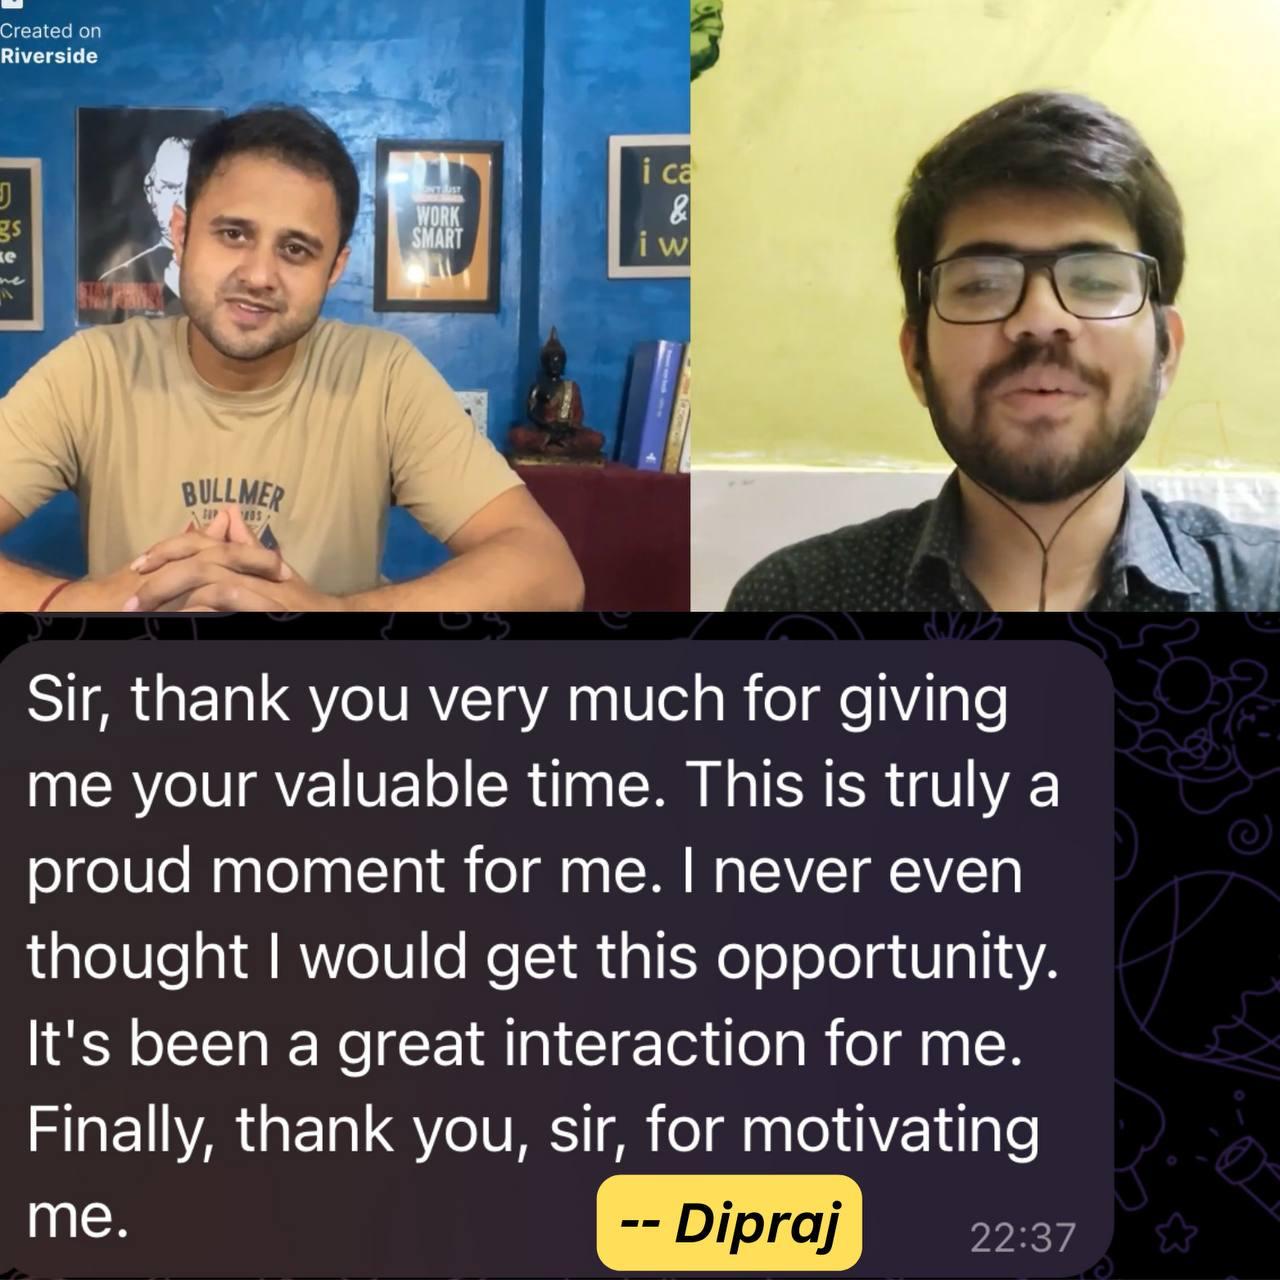 Created on
Riverside
WORK
SMART
i ca
&
i w
BULLMER
Sir, thank you very much for giving
me your valuable time. This is truly a
proud moment for me. I never even
thought I would get this opportunity.
It's been a great interaction for me.
Finally, thank you, sir, for motivating
me.
-- Dipraj
22:37